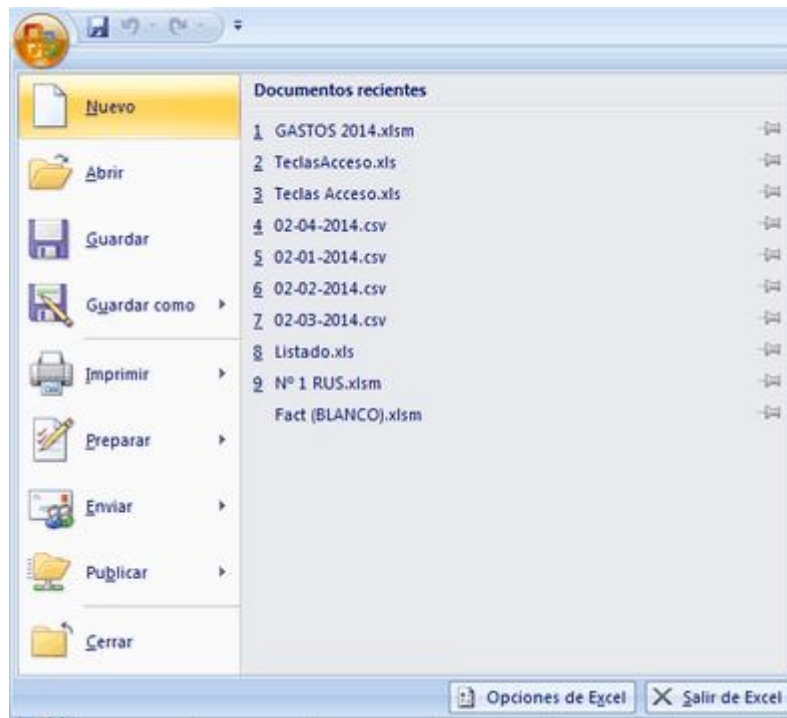 Nuevo
Abrir
Guardar
Guardar como
Imprimir
Preparar
Enviar
Publicar
Cerrar
Documentos recientes
1 GASTOS 2014.xlsm
2 TeclasAcceso.xls
3 Teclas Acceso.xls
4 02-04-2014.csv
5 02-01-2014.csv
6 02-02-2014.csv
7 02-03-2014.csv
8 Listado.xls
9 Nº 1 RUS.xlsm
Fact (BLANCO).xlsm
Opciones de Excel
Salir de Excel